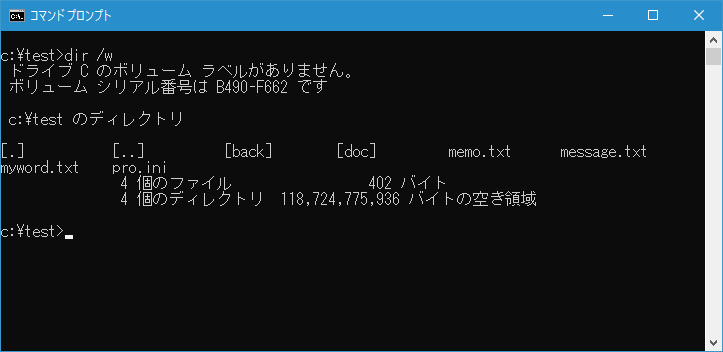 コマンドプロンプト
c:¥test>dir /w
ドライブ C のボリューム ラベルがありません。
ボリューム シリアル番号は B490-F662 です
c:¥test のディレクトリ
[.] [..] [back] [doc] memo.txt message.txt
myword.txt pro.ini
4 個のファイル 402 バイト
4 個のディレクトリ 118,724,775,936 バイトの空き領域
c:¥test>